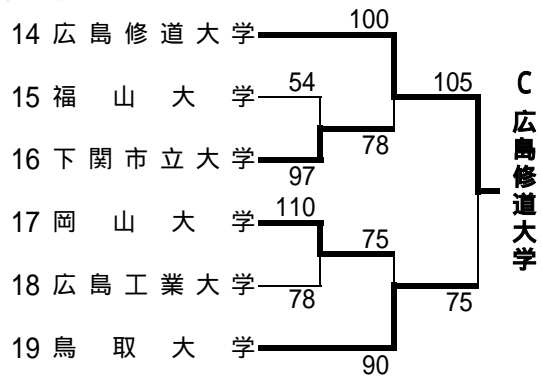 14 広島修道大学
100
15 福山大学
54
105
16 下関市立大学
78
97
17 岡山大学
110
75
18 広島工業大学
78
75
19 鳥取大学
90
C 広島修道大学